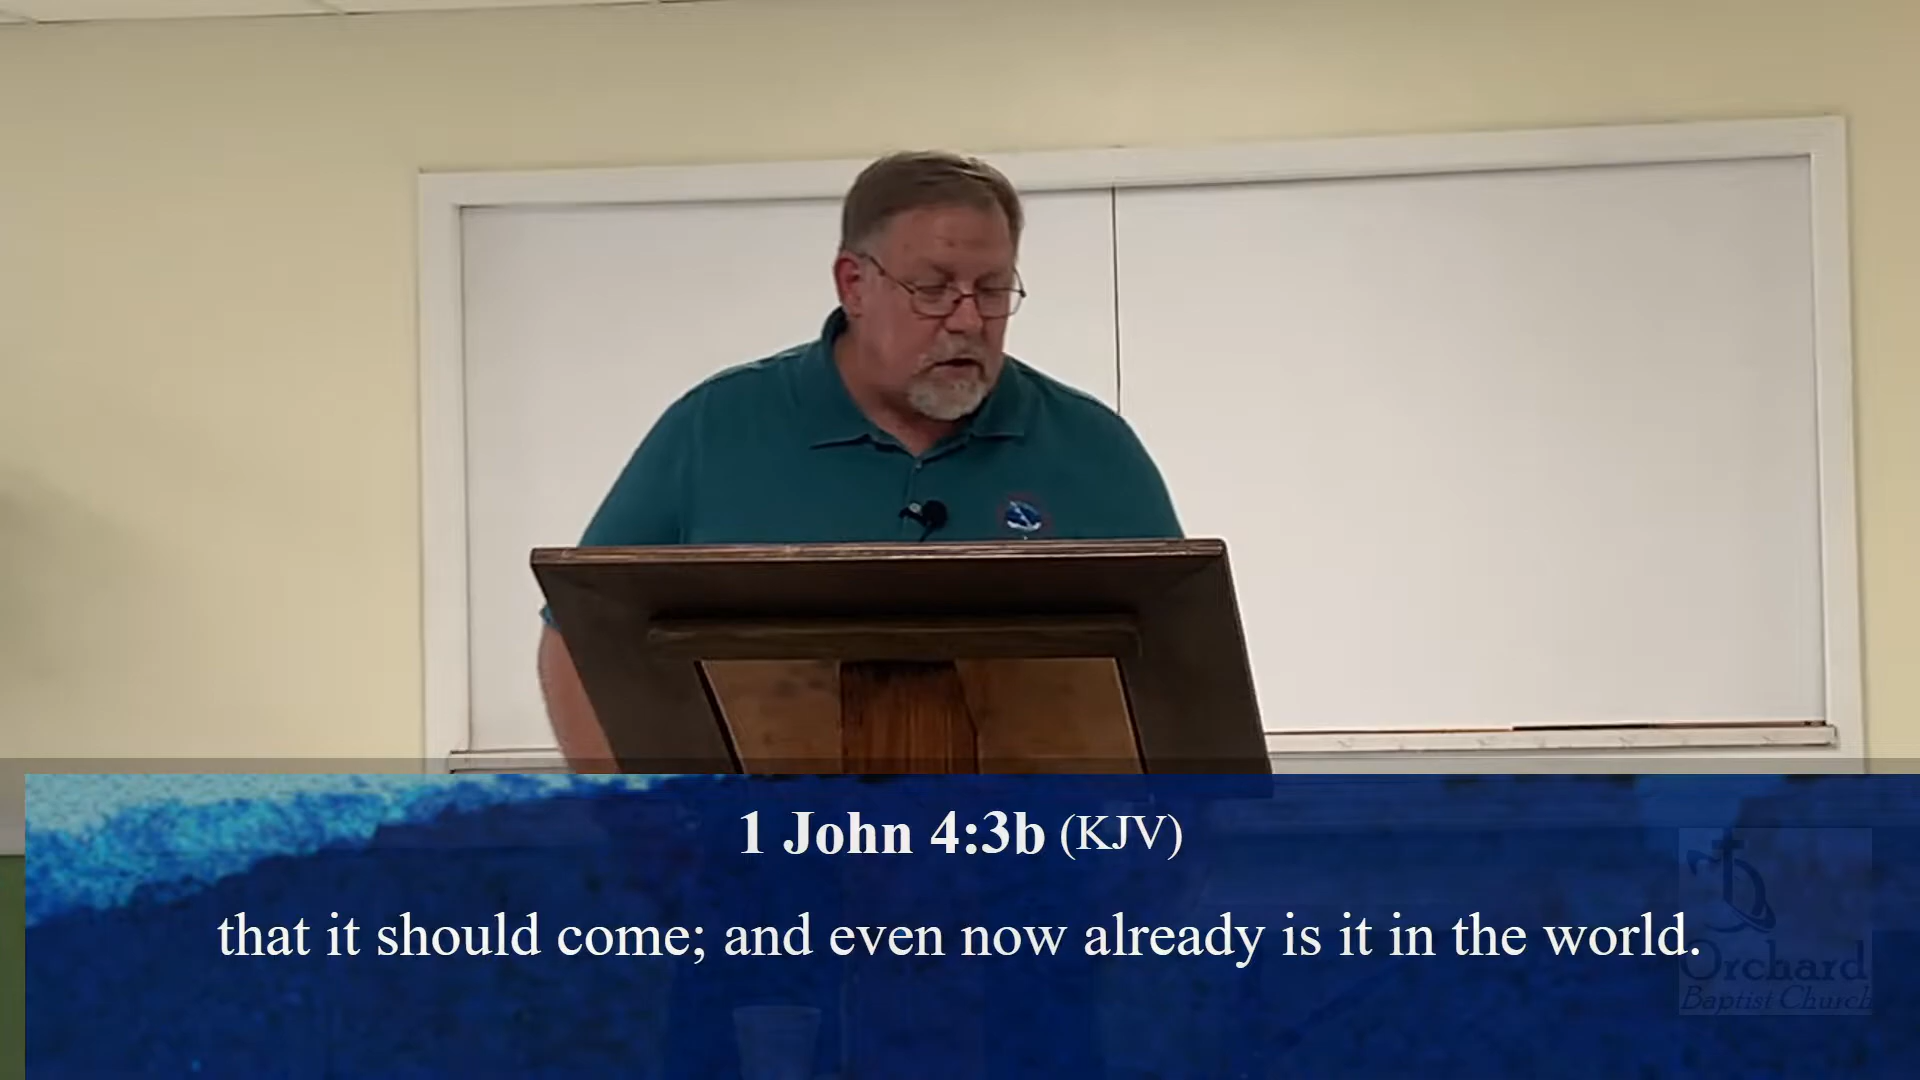 1 John 4:3b (KJV)
that it should come; and even now already is it in the world.
Orchard
Baptist Church